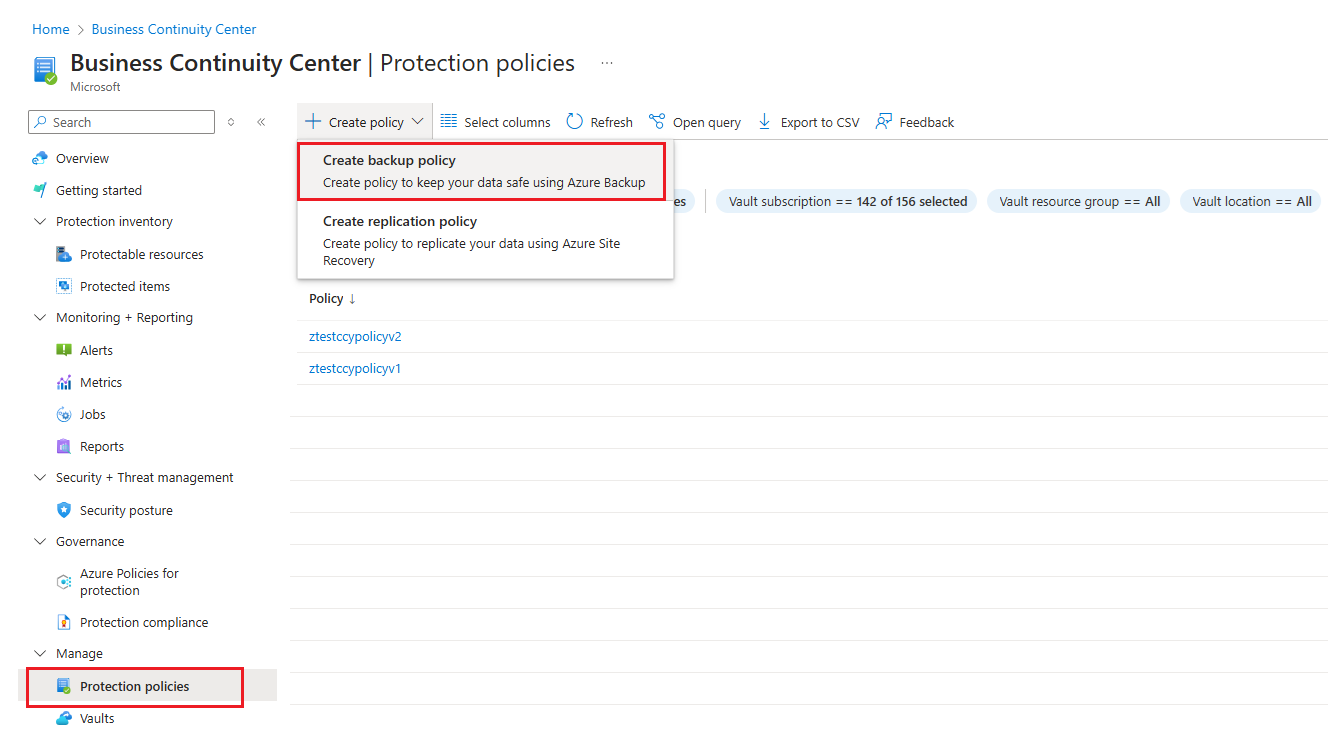 Home > Business Continuity Center
Business Continuity Center | Protection policies ...
Microsoft
Search
Overview
Getting started
Protection inventory
Protectable resources
Protected items
Monitoring + Reporting
Alerts
Metrics
Jobs
Reports
Security + Threat management
Security posture
Governance
Azure Policies for
protection
Protection compliance
Manage
Protection policies
Vaults
Create policy Select columns Refresh Open query Export to CSV Feedback
Create backup policy
Create policy to keep your data safe using Azure Backup
Create replication policy
Create policy to replicate your data using Azure Site
Recovery
es Vault subscription == 142 of 156 selected Vault resource group == All Vault location == All
Policy ↓
ztestccypolicyv2
ztestccypolicyv1